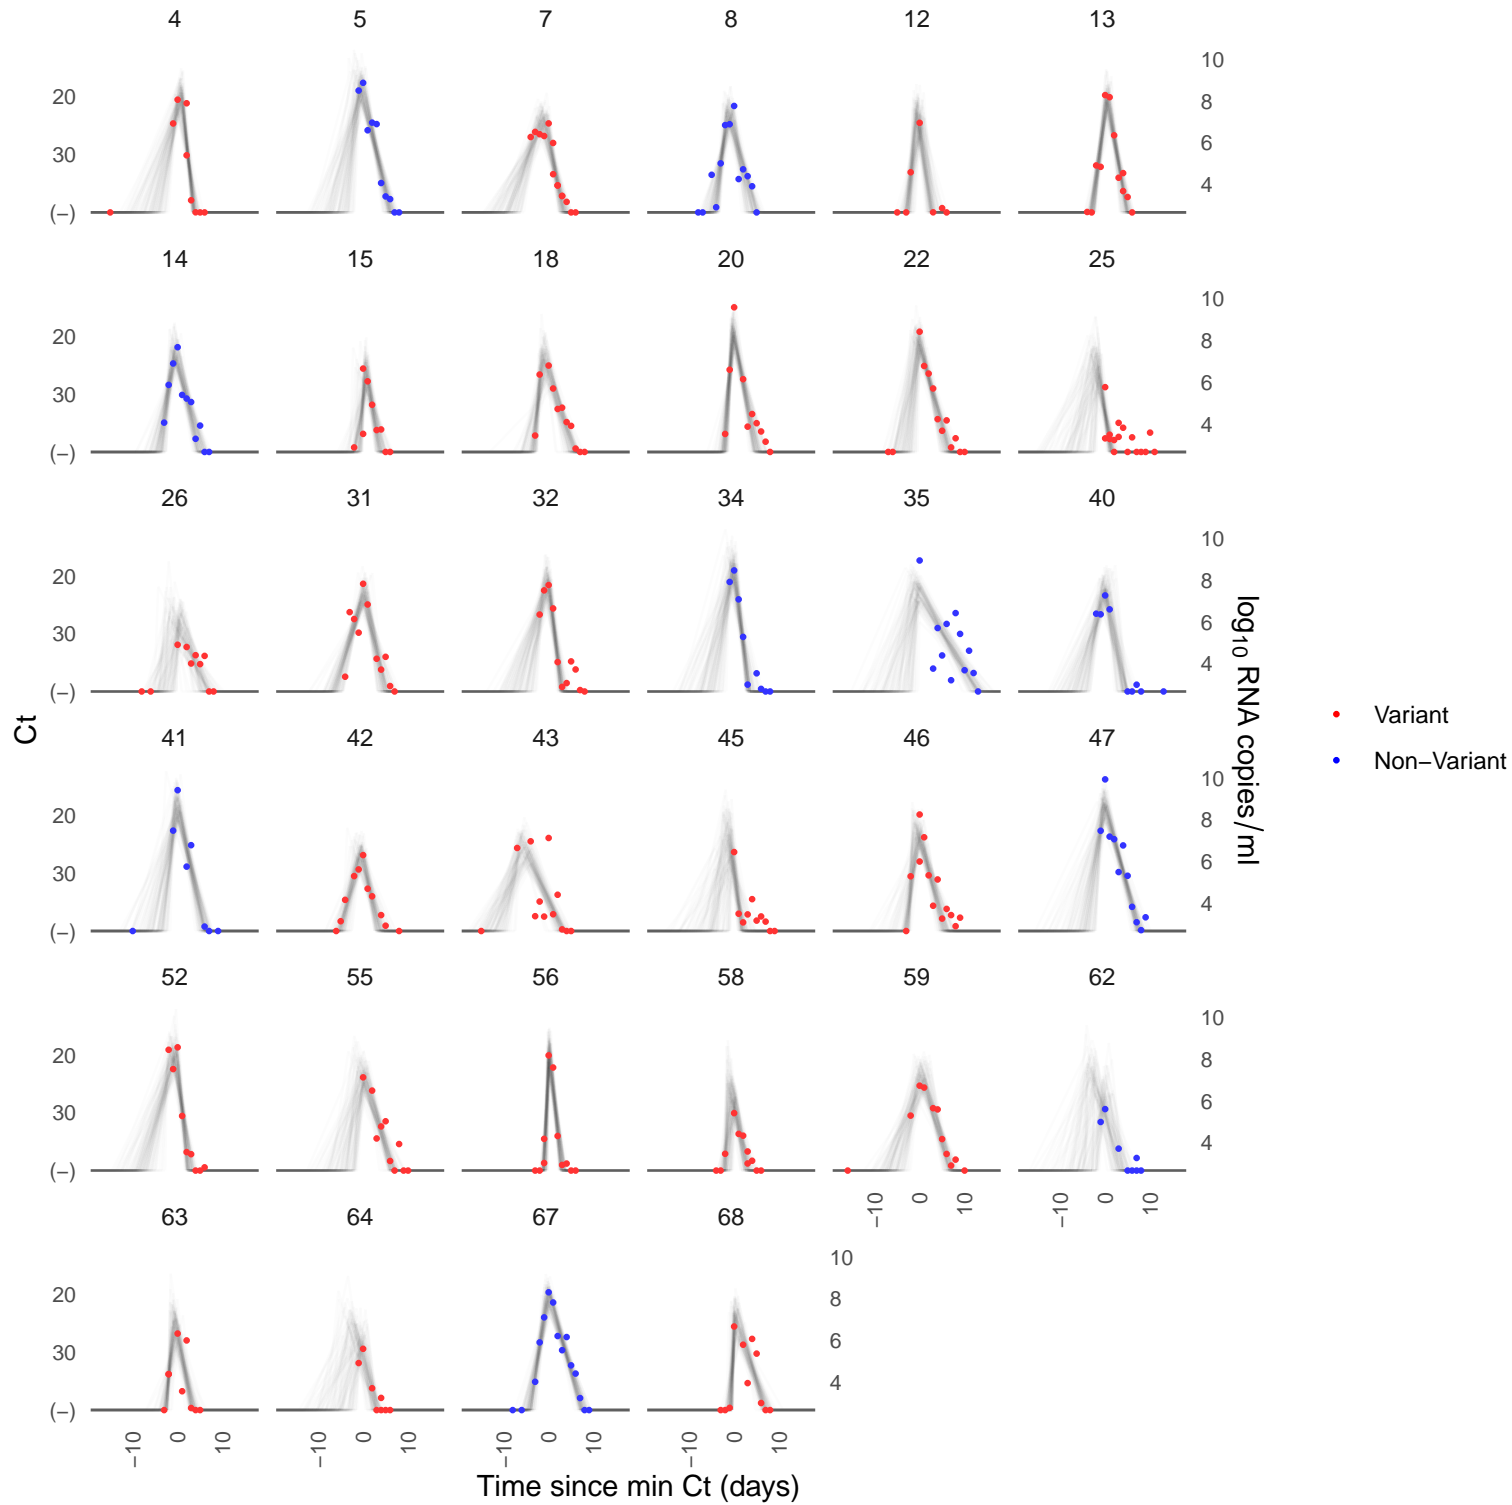 4 5 7 8 12 13
10
20 8
30 6
4
(−)
14 15 18 20 22 25
10
20 8
30 6
4
(−)
26 31 32 34 35 40
10
20 8
30 6
4
(−)
Ct
log10 RNA copies/ml
Variant
Non−Variant
41 42 43 45 46 47
10
20 8
30 6
4
(−)
52 55 56 58 59 62
10
20 8
30 6
4
(−)
−10 0 10 −10 0 10
63 64 67 68
10
20 8
30 6
4
(−)
−10 0 10 −10 0 10 −10 0 10 −10 0 10
Time since min Ct (days)